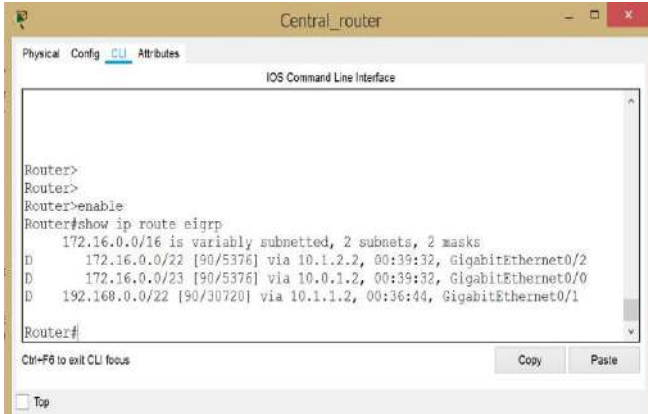 Central_router
Physical Config CLI Attributes
IOS Command Line Interface
Router>
Router>
Router>enable
Router#show ip route eigrp
172.16.0.0/16 is variably subnetted, 2 subnets, 2 masks
D 172.16.0.0/22 [90/5376] via 10.1.2.2, 00:39:32, GigabitEthernet0/2
D 172.16.0.0/23 [90/5376] via 10.0.1.2, 00:39:32, GigabitEthernet0/0
D 192.168.0.0/22 [90/30720] via 10.1.1.2, 00:36:44, GigabitEthernet0/1
Router#
Ctrl+F6 to exit CLI focus
Copy Paste
Top